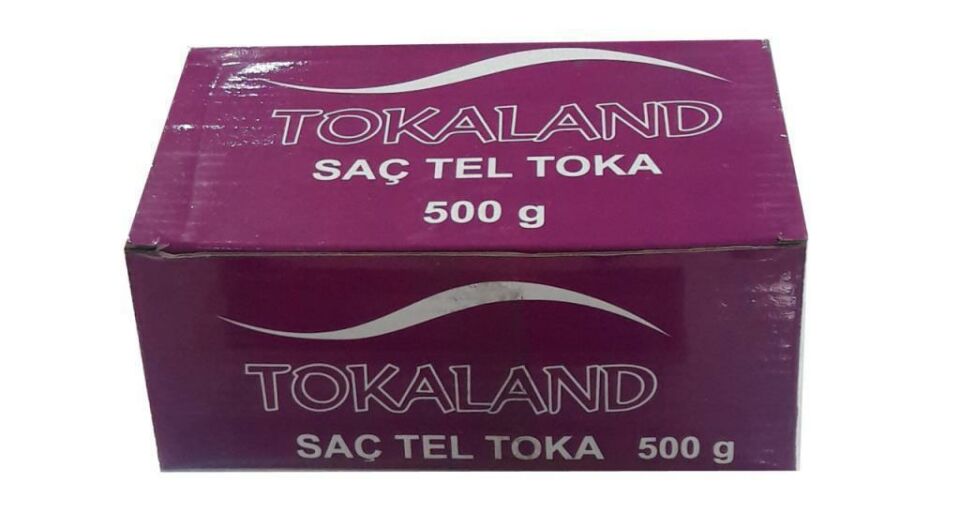 TOKALAND
SAÇ TEL TOKA
500 g
TOKALAND
SAÇ TEL TOKA 500 g